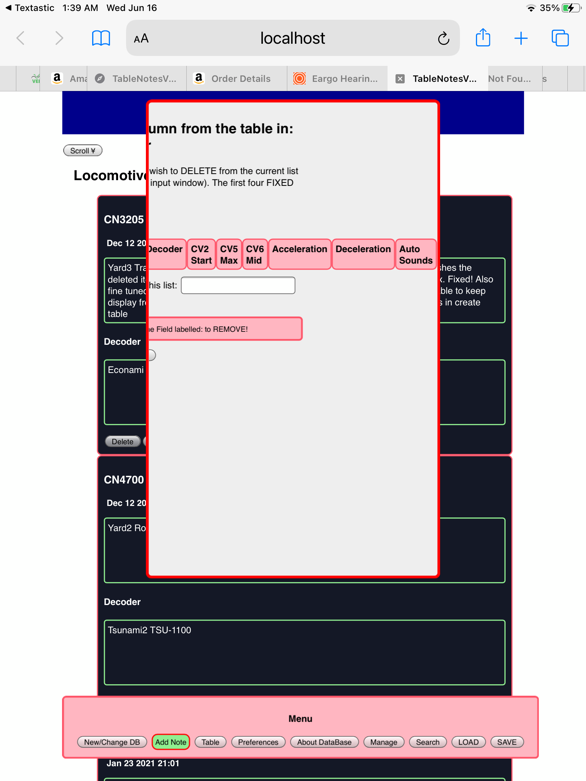 ◀ Textastic 1:39 AM Wed Jun 16 35%
AA localhost
Ama TableNotesV... Order Details Eargo Hearin... TableNotesV... Not Fou... s
umn from the table in:
Scroll ¥
wish to DELETE from the current list
input window). The first four FIXED
Locomotiv
CN3205
Dec 12 20
Decoder CV2 Start CV5 Max CV6 Mid Acceleration Deceleration Auto Sounds
Yard3 Tra hes the
deleted it his list: x. Fixed! Also
fine tuned ble to keep
display fr s in create
table
e Field labelled: to REMOVE!
Decoder
Econami
Delete
CN4700
Dec 12 20
Yard2 Ro
Decoder
Tsunami2 TSU-1100
Menu
New/Change DB Add Note Table Preferences About DataBase Manage Search LOAD SAVE
Jan 23 2021 21:01